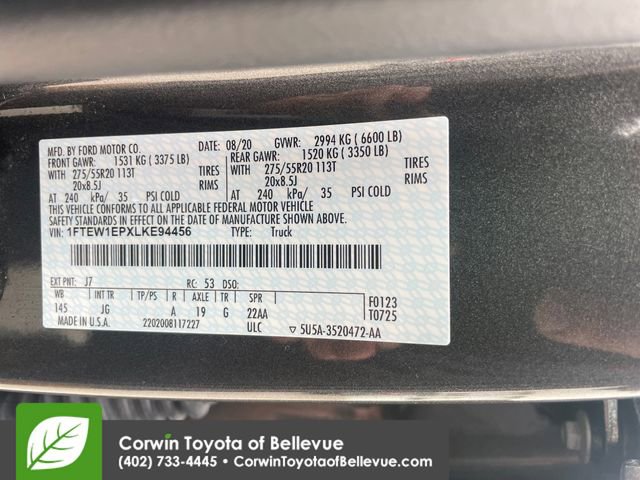 MFD. BY FORD MOTOR CO. DATE: 08/20 GVWR: 2994 KG ( 6600 LB)
FRONT GAWR: 1531 KG ( 3375 LB) REAR GAWR: 1520 KG ( 3350 LB)
WITH 275/55R20 113T TIRES WITH 275/55R20 113T TIRES
20x8.5J RIMS 20x8.5J RIMS
AT 240 kPa/ 35 PSI COLD AT 240 kPa/ 35 PSI COLD
THIS VEHICLE CONFORMS TO ALL APPLICABLE FEDERAL MOTOR VEHICLE
SAFETY STANDARDS IN EFFECT ON THE DATE OF MANUFACTURE SHOWN ABOVE.
VIN: 1FTEW1EPXLKE94456 TYPE: Truck
EXT PNT: J7 RC: 53 DSO: F0123
WB INT TR TP/PS R AXLE TR SPR T0725
145 JG A 19 G 22AA
MADE IN U.S.A. 2202008117227 ULC ▽ 5U5A-3520472-AA
Corwin Toyota of Bellevue
(402) 733-4445 • CorwinToyotaofBellevue.com